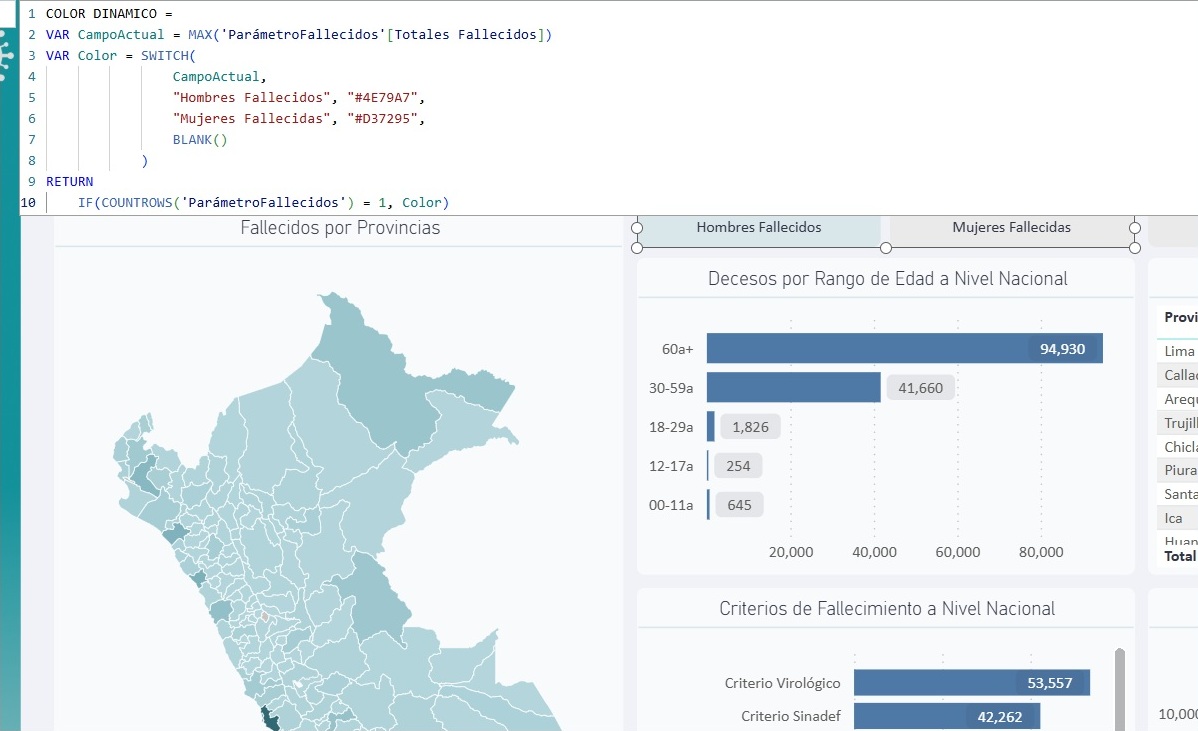 1 COLOR DINAMICO =
2 VAR CampoActual = MAX('ParámetroFallecidos'[Totales Fallecidos])
3 VAR Color = SWITCH(
4 CampoActual,
5 "Hombres Fallecidos", "#4E79A7",
6 "Mujeres Fallecidas", "#D37295",
7 BLANK()
8 )
9 RETURN
10 IF(COUNTROWS('ParámetroFallecidos') = 1, Color)
Fallecidos por Provincias
Hombres Fallecidos
Mujeres Fallecidas
Decesos por Rango de Edad a Nivel Nacional
60a+ 94,930
30-59a 41,660
18-29a 1,826
12-17a 254
00-11a 645
20,000 40,000 60,000 80,000
Criterios de Fallecimiento a Nivel Nacional
Criterio Virológico 53,557
Criterio Sinadef 42,262
Provi
Lima
Callac
Arequ
Trujill
Chicla
Piura
Santa
Ica
Total
10,000